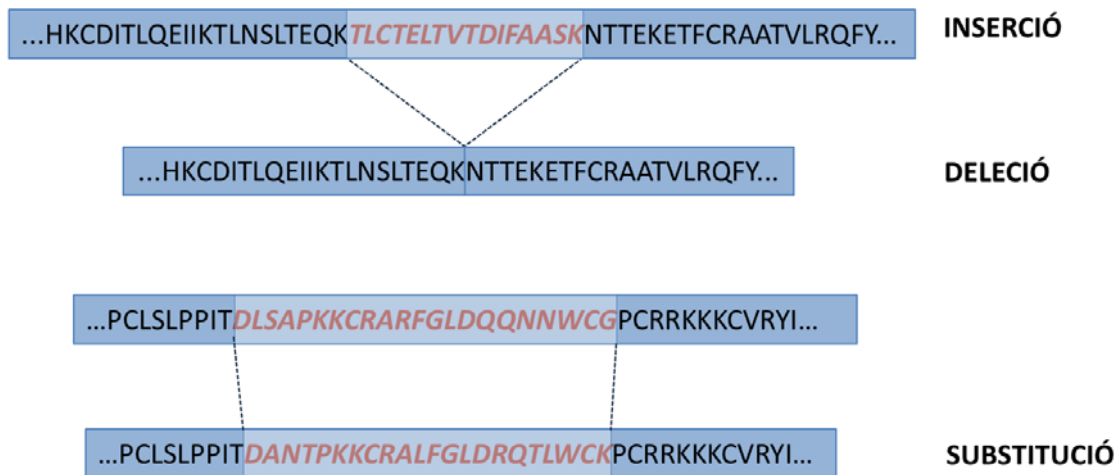 ...HKCDITLQEIIKTLNSLTEQKTLCTELTVTDIFAASKNTTEKETFCRAATVLRQFY... INSERCIÓ
...HKCDITLQEIIKTLNSLTEQKNTTEKETFCRAATVLRQFY... DELECIÓ
...PCLSLPPITDLSAPKKCRARFGLDQQNNWCGPCRRKKKCVRYI...
...PCLSLPPITDANTPKKCRALFGLDRQTLWCKPCRRKKKCVRYI... SUBSTITUCIÓ